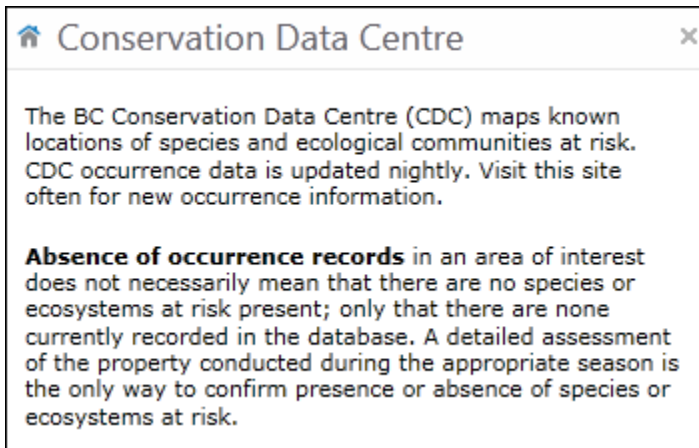 Conservation Data Centre
The BC Conservation Data Centre (CDC) maps known
locations of species and ecological communities at risk.
CDC occurrence data is updated nightly. Visit this site
often for new occurrence information.
Absence of occurrence records in an area of interest
does not necessarily mean that there are no species or
ecosystems at risk present; only that there are none
currently recorded in the database. A detailed assessment
of the property conducted during the appropriate season is
the only way to confirm presence or absence of species or
ecosystems at risk.